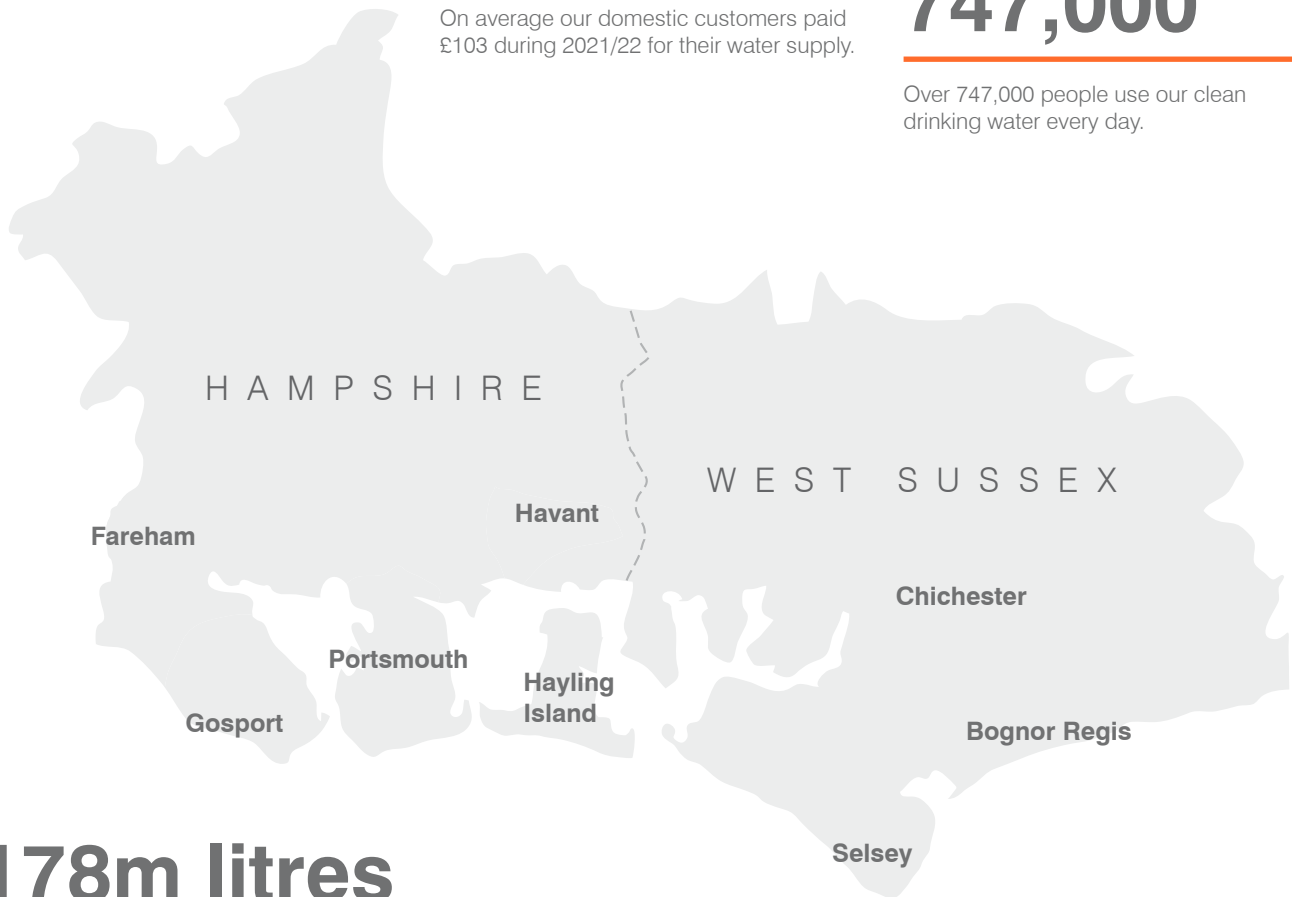 On average our domestic customers paid
£103 during 2021/22 for their water supply.
747,000
Over 747,000 people use our clean
drinking water every day.
HAMPSHIRE
WEST SUSSEX
Havant
Fareham
Chichester
Portsmouth
Hayling
Island
Gosport
Bognor Regis
Selsey
178m litres